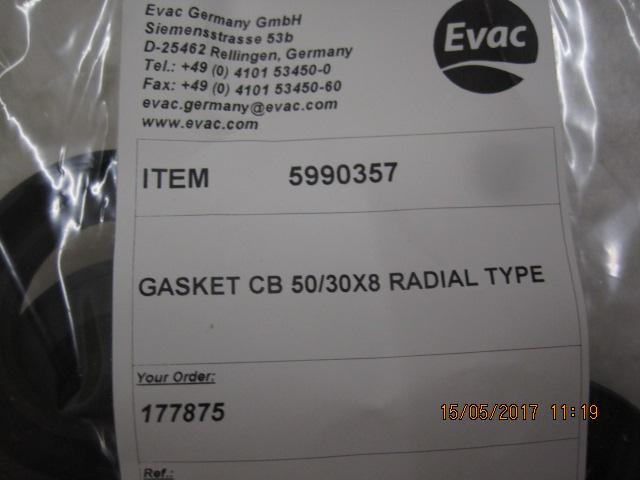 Evac Germany GmbH
Siemensstrasse 53b
D-25462 Rellingen, Germany
Tel.: +49 (0) 4101 53450-0
Fax: +49 (0) 4101 53450-60
evac.germany@evac.com
www.evac.com
Evac
ITEM 5990357
GASKET CB 50/30X8 RADIAL TYPE
Your Order:
177875
15/05/2017 11:19
Ref.: